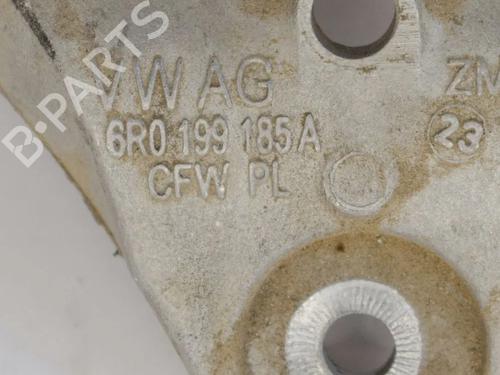 B-PARTS
VW AG
ZM
6R0 199 185 A
23
CFW PL